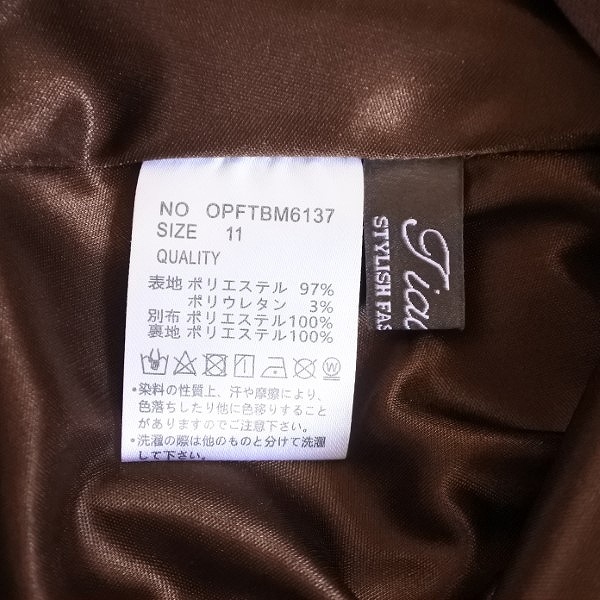 NO OPFTBM6137
SIZE 11
QUALITY
表地 ポリエステル 97%
ポリウレタン 3%
別布 ポリエステル100%
裏地 ポリエステル100%
•染料の性質上、汗や摩擦により、
色落ちしたり他に色移りすること
がありますのでご注意下さい。
•洗濯の際は他のものと分けて洗濯
して下さい。
STYLISH